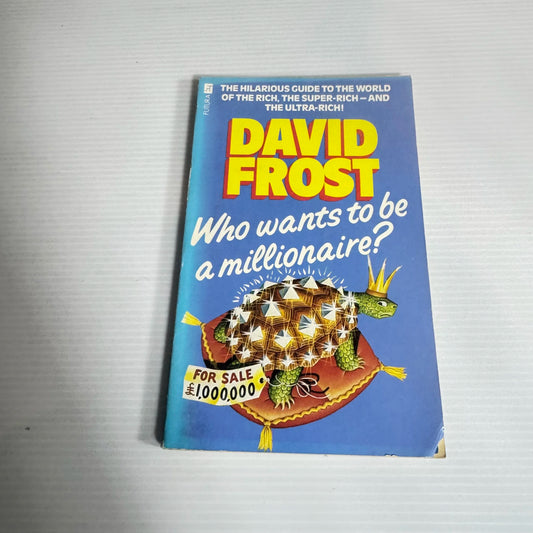 FUTURA
THE HILARIOUS GUIDE TO THE WORLD
OF THE RICH, THE SUPER-RICH – AND
THE ULTRA-RICH!
DAVID
FROST
Who wants to be
a millionaire?
FOR SALE
£1,000,000